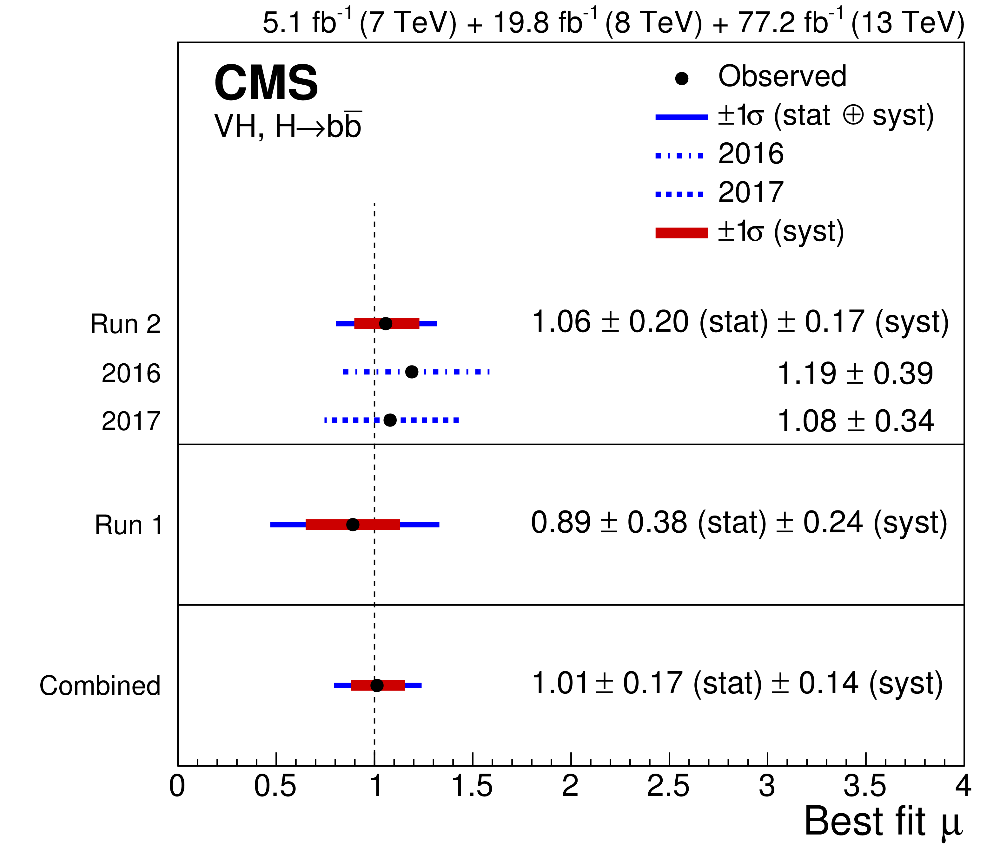 5.1 fb⁻¹ (7 TeV) + 19.8 fb⁻¹ (8 TeV) + 77.2 fb⁻¹ (13 TeV)
CMS
VH, H→bb̅
Observed
±1σ (stat ⊕ syst)
2016
2017
±1σ (syst)
Run 2 1.06 ± 0.20 (stat) ± 0.17 (syst)
2016 1.19 ± 0.39
2017 1.08 ± 0.34
Run 1 0.89 ± 0.38 (stat) ± 0.24 (syst)
Combined 1.01 ± 0.17 (stat) ± 0.14 (syst)
0 0.5 1 1.5 2 2.5 3 3.5 4
Best fit μ